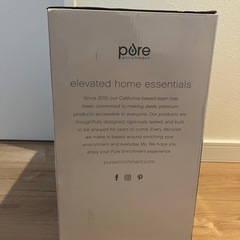 pure
enrichment
elevated home essentials
Since 2010, our California-based team has
been committed to making sleek, premium
products accessible to everyone. Our products are
thoughtfully designed, rigorously tested, and built
to be enjoyed for years to come. Every decision
we make is based around enriching your
environment and everyday life. We hope to
you enjoy the Pure Enrichment experience.
pureenrichment.com